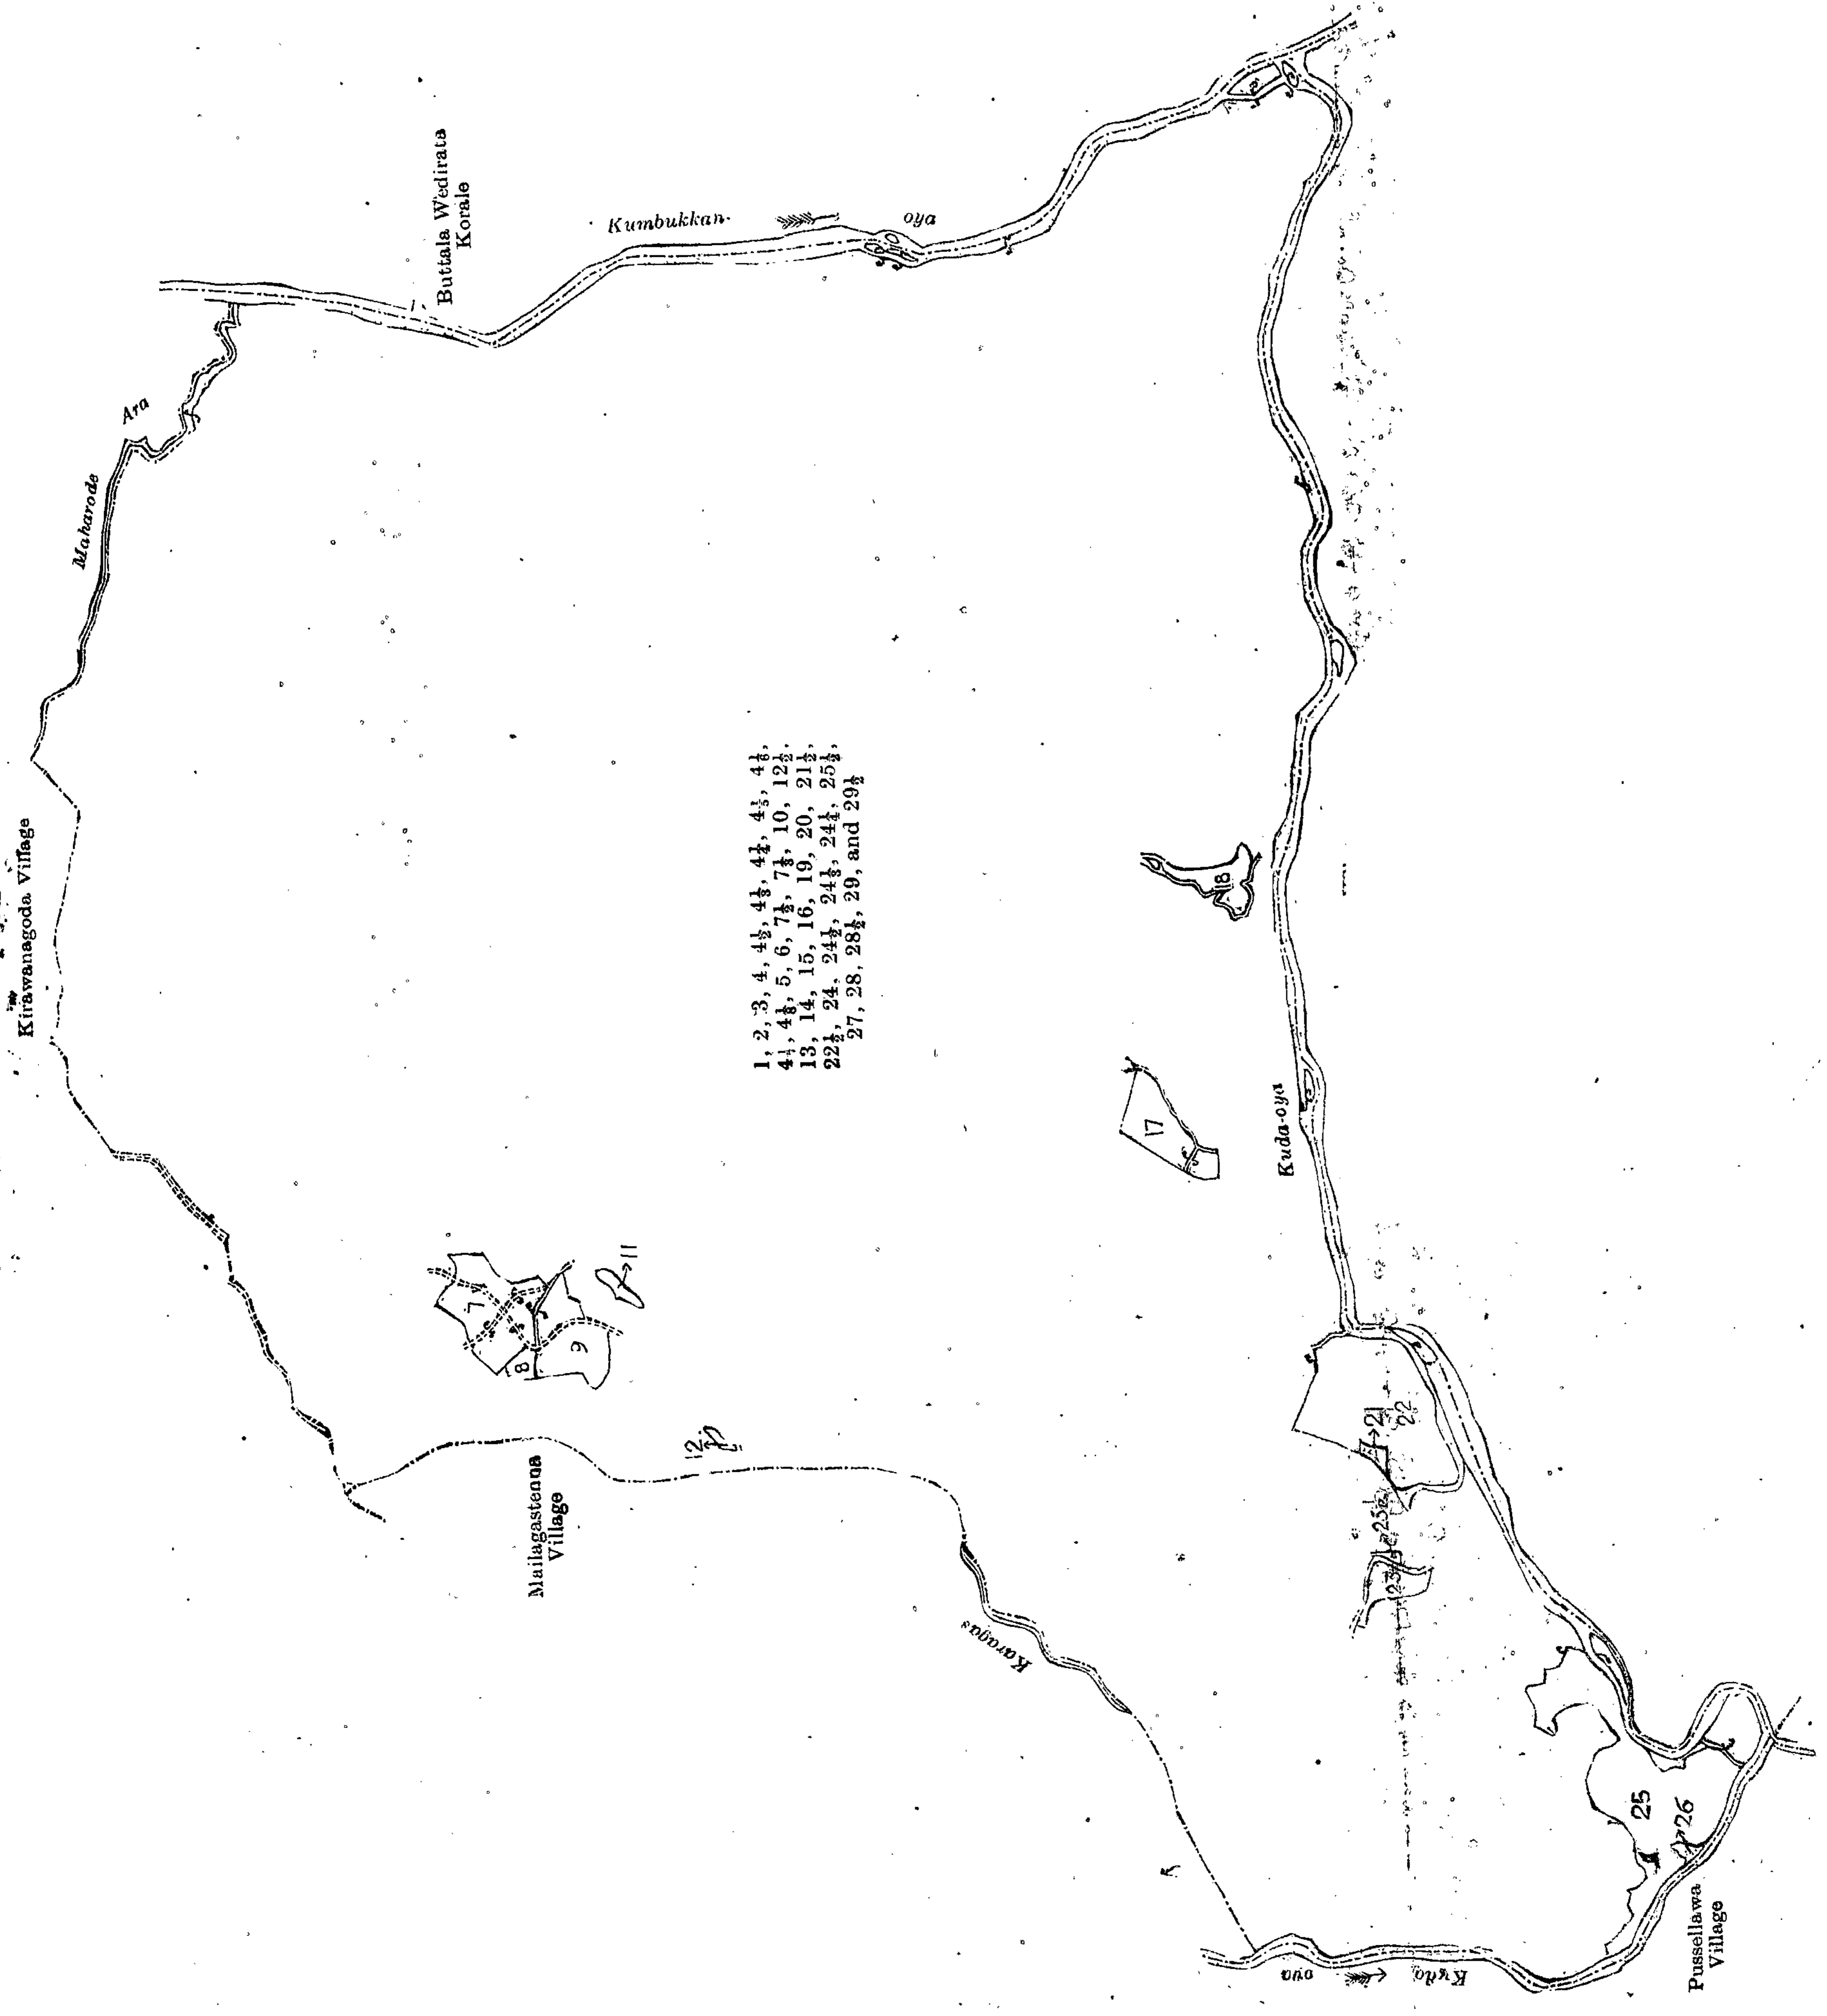 Kirawanagoda Village
Maharode
Ara
Buttala Wedirata
Korale
Kumbukkan-
oya
1, 2, 3, 4, 4½, 4⅓, 4¼, 4⅕, 4⅙,
4⅐, 4⅛, 5, 6, 7½, 7⅓, 10, 12½,
13, 14, 15, 16, 19, 20, 21½,
22½, 24, 24½, 24⅓, 24¼, 25½,
27, 28, 28½, 29, and 29½
7
8
9
11
12
Mailagastenna
Village
17
18
Kuda-oya
21
22
23
Karagas
25
26
Kuda
oya
Pussellawa
Village